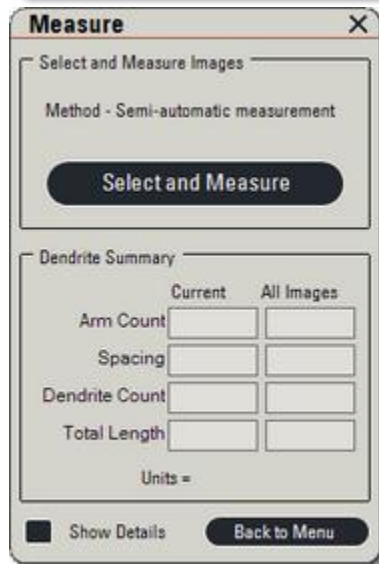 Measure
Select and Measure Images
Method - Semi-automatic measurement
Select and Measure
Dendrite Summary
Current All Images
Arm Count
Spacing
Dendrite Count
Total Length
Units =
Show Details Back to Menu